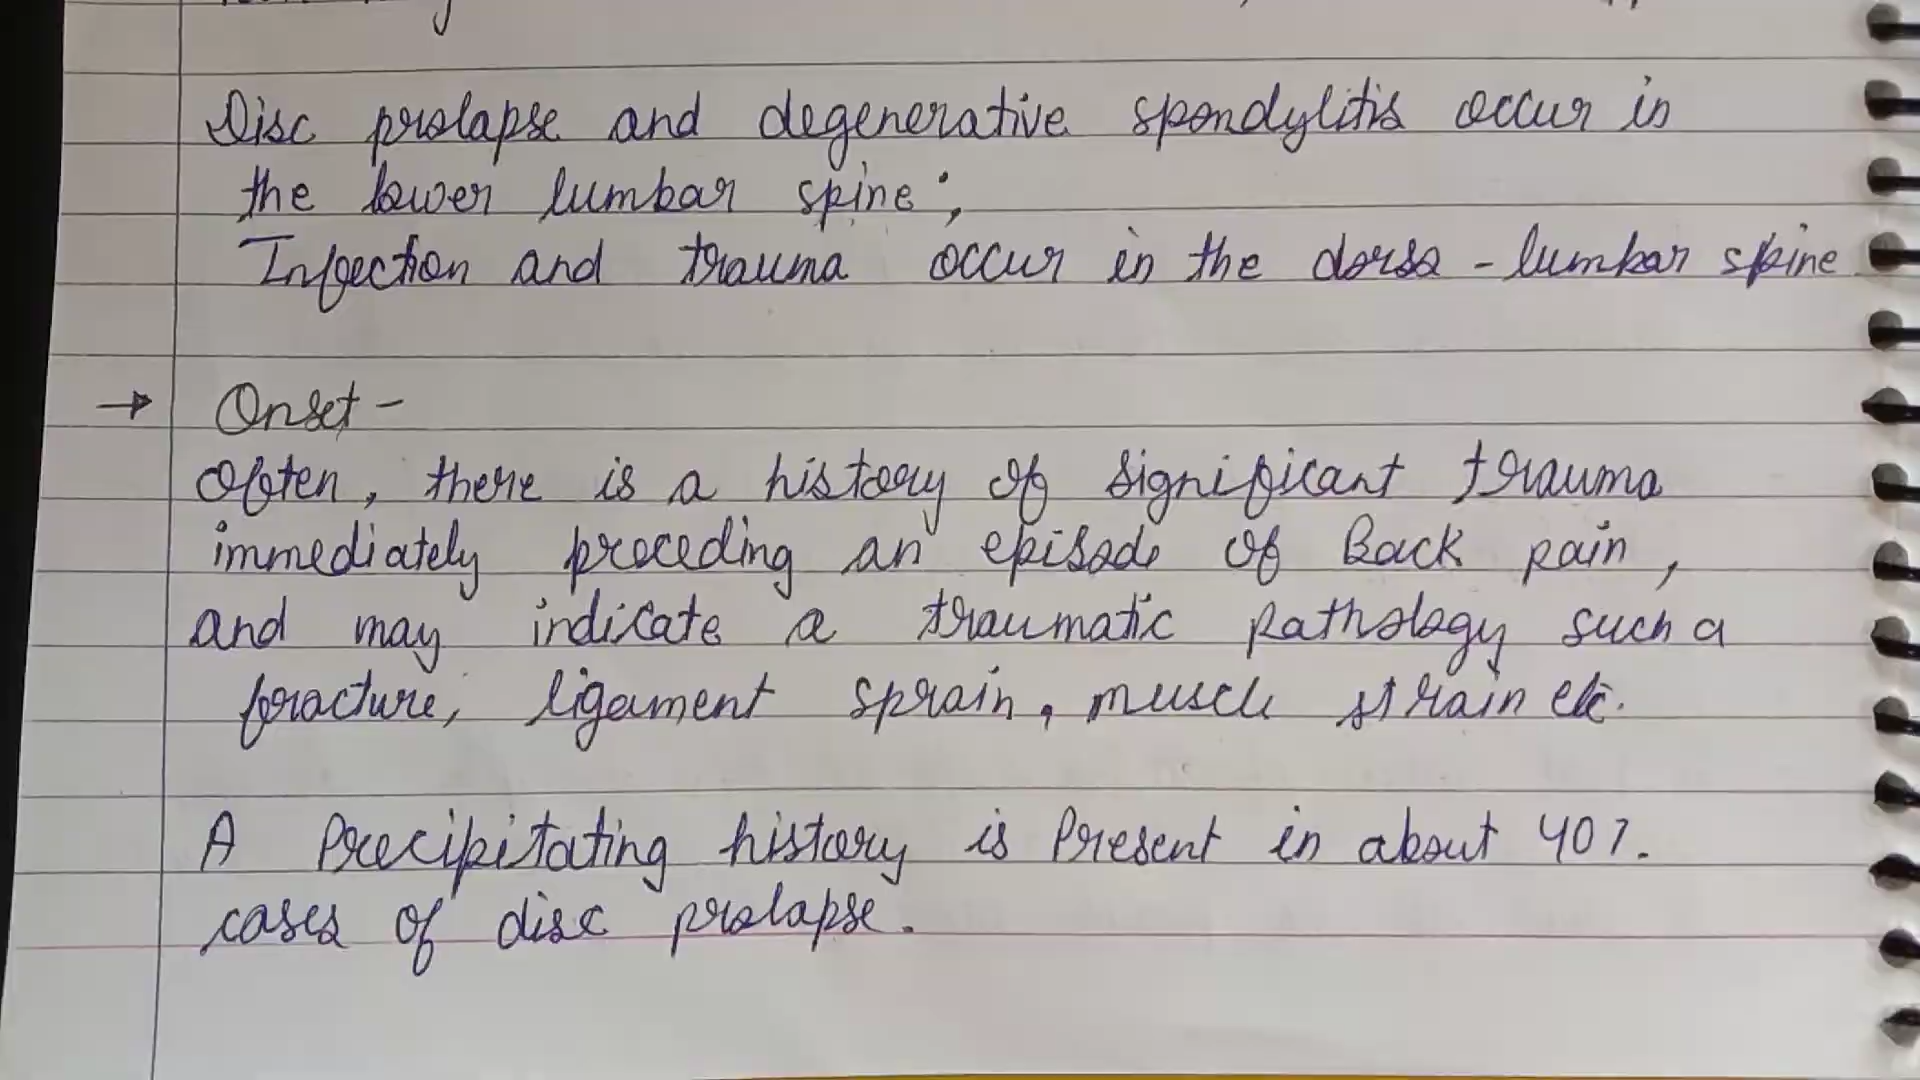 Disc prolapse and degenerative spondylitis occur in
the lower lumbar spine;
Infection and trauma occur in the dorso-lumbar spine
→ Onset -
Often, there is a history of significant trauma
immediately preceding an episode of Back pain,
and may indicate a traumatic pathology such a
fracture, ligament sprain, muscle strain etc.
A Precipitating history is Present in about 40%.
cases of disc prolapse.